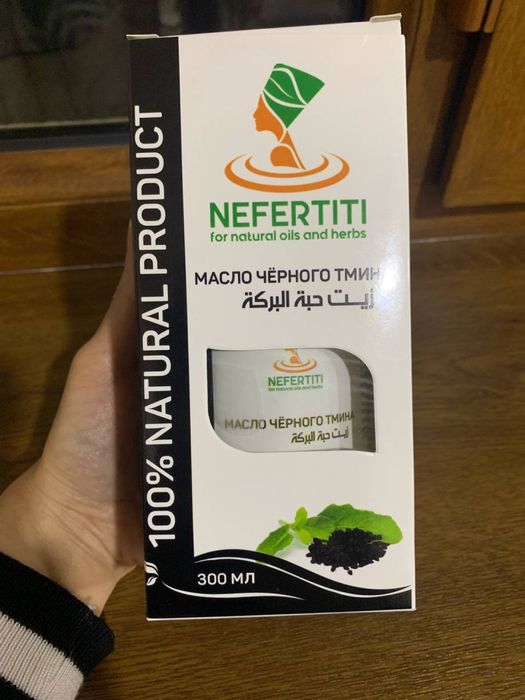 NEFERTITI
for natural oils and herbs
МАСЛО ЧЁРНОГО ТМИНА
زيت حبة البركة
NEFERTITI
for natural oils and herbs
МАСЛО ЧЁРНОГО ТМИНА
زيت حبة البركة
300 МЛ
100% NATURAL PRODUCT